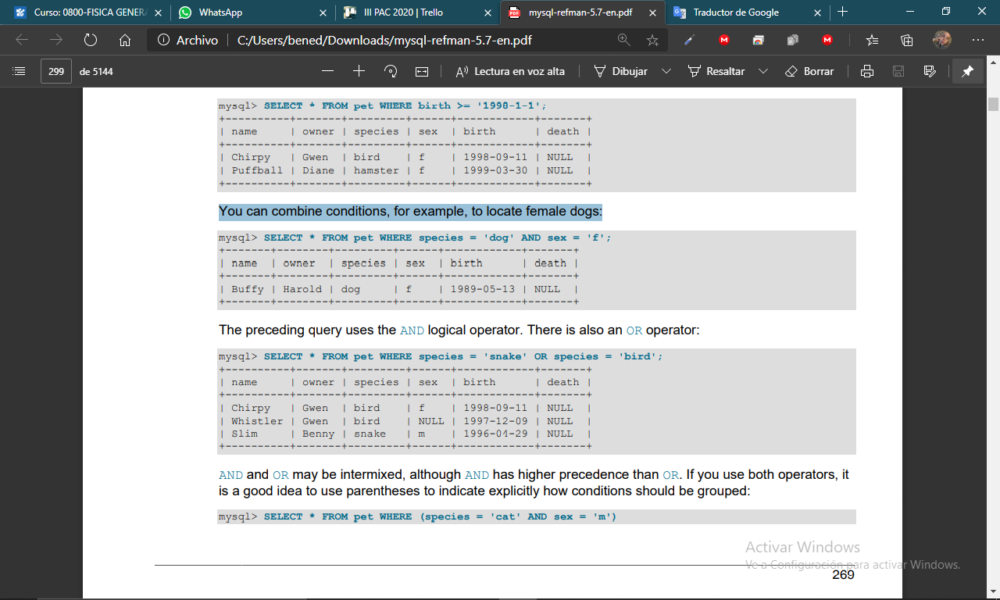 Curso: 0800-FISICA GENER
WhatsApp
III PAC 2020 | Trello
mysql-refman-5.7-en.pdf
Traductor de Google
Archivo
C:/Users/bened/Downloads/mysql-refman-5.7-en.pdf
299 de 5144
Lectura en voz alta
Dibujar
Resaltar
Borrar
mysql> SELECT * FROM pet WHERE birth >= '1998-1-1';
+----------+-------+---------+------+------------+-------+
| name     | owner | species | sex  | birth      | death |
+----------+-------+---------+------+------------+-------+
| Chirpy   | Gwen  | bird    | f    | 1998-09-11 | NULL  |
| Puffball | Diane | hamster | f    | 1999-03-30 | NULL  |
+----------+-------+---------+------+------------+-------+
You can combine conditions, for example, to locate female dogs:
mysql> SELECT * FROM pet WHERE species = 'dog' AND sex = 'f';
+-------+--------+---------+------+------------+-------+
| name  | owner  | species | sex  | birth      | death |
+-------+--------+---------+------+------------+-------+
| Buffy | Harold | dog     | f    | 1989-05-13 | NULL  |
+-------+--------+---------+------+------------+-------+
The preceding query uses the AND logical operator. There is also an OR operator:
mysql> SELECT * FROM pet WHERE species = 'snake' OR species = 'bird';
+----------+-------+---------+------+------------+-------+
| name     | owner | species | sex  | birth      | death |
+----------+-------+---------+------+------------+-------+
| Chirpy   | Gwen  | bird    | f    | 1998-09-11 | NULL  |
| Whistler | Gwen  | bird    | NULL | 1997-12-09 | NULL  |
| Slim     | Benny | snake   | m    | 1996-04-29 | NULL  |
+----------+-------+---------+------+------------+-------+
AND and OR may be intermixed, although AND has higher precedence than OR. If you use both operators, it
is a good idea to use parentheses to indicate explicitly how conditions should be grouped:
mysql> SELECT * FROM pet WHERE (species = 'cat' AND sex = 'm')
Activar Windows
Ve a Configuración para activar Windows.
269